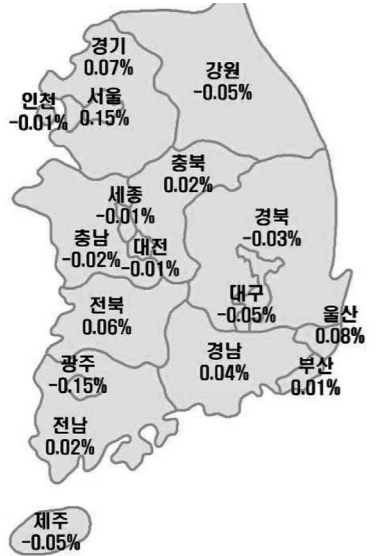 경기
0.07%
강원
-0.05%
인천
-0.01%
서울
0.15%
충북
0.02%
세종
-0.01%
경북
-0.03%
충남
-0.02%
대전
-0.01%
대구
-0.05%
전북
0.06%
울산
0.08%
경남
0.04%
부산
0.01%
광주
-0.15%
전남
0.02%
제주
-0.05%